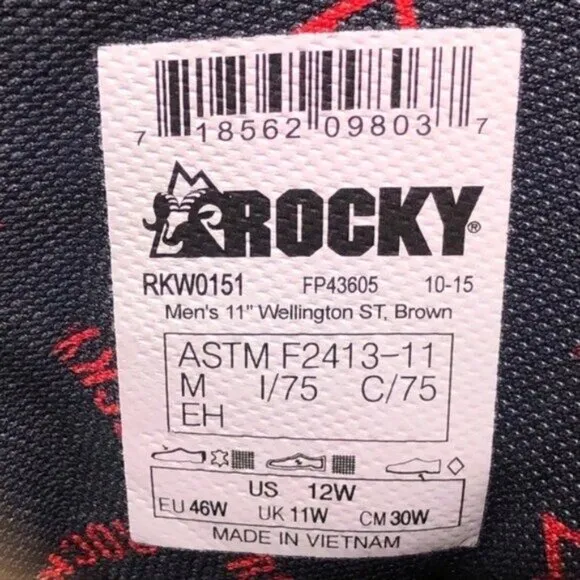 7 18562 09803 7
ROCKY®
RKW0151 FP43605 10-15
Men's 11" Wellington ST, Brown
ASTM F2413-11
M I/75 C/75
EH
US 12W
EU 46W UK 11W CM 30W
MADE IN VIETNAM